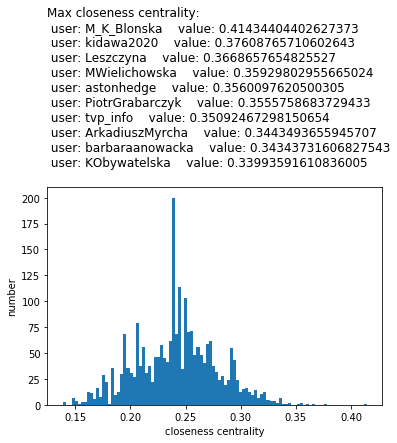 Max closeness centrality:
user: M_K_Blonska    value: 0.41434404402627373
user: kidawa2020    value: 0.37608765710602643
user: Leszczyna    value: 0.3668657654825527
user: MWielichowska    value: 0.35929802955665024
user: astonhedge    value: 0.3560097620500305
user: PiotrGrabarczyk    value: 0.3555758683729433
user: tvp_info    value: 0.35092467298150654
user: ArkadiuszMyrcha    value: 0.3443493655945707
user: barbaraanowacka    value: 0.34343731606827543
user: KObywatelska    value: 0.33993591610836005
200
175
150
125
100
75
50
25
0
number
0.15 0.20 0.25 0.30 0.35 0.40
closeness centrality